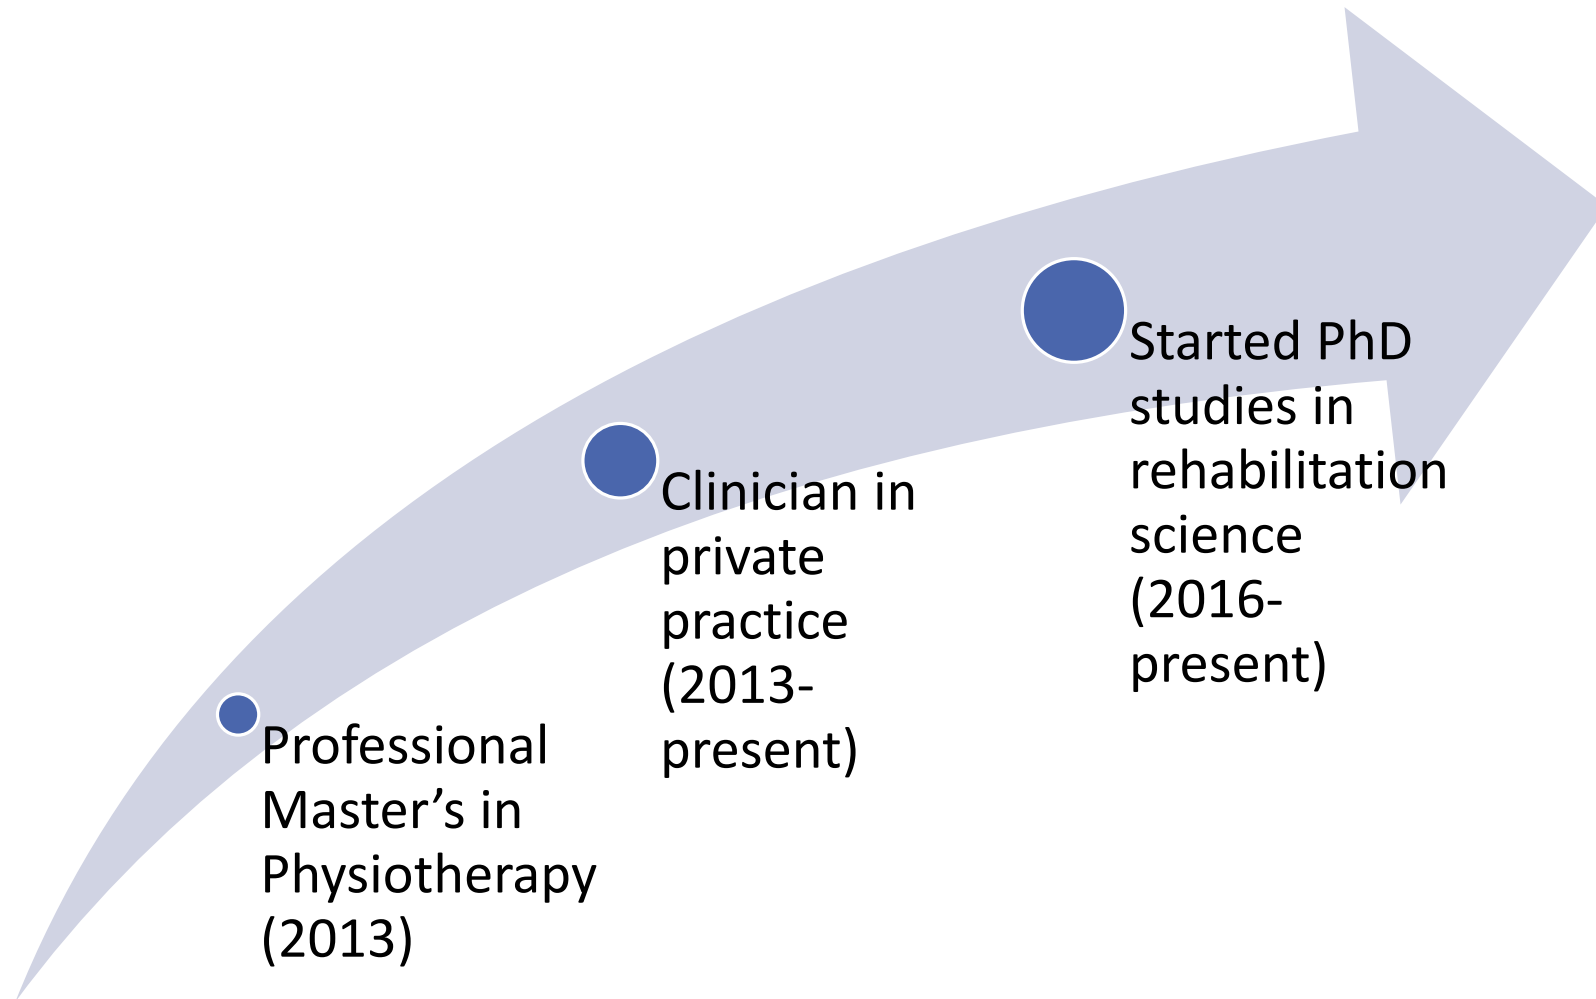 Professional
Master’s in
Physiotherapy
(2013)
Clinician in
private
practice
(2013-
present)
Started PhD
studies in
rehabilitation
science
(2016-
present)